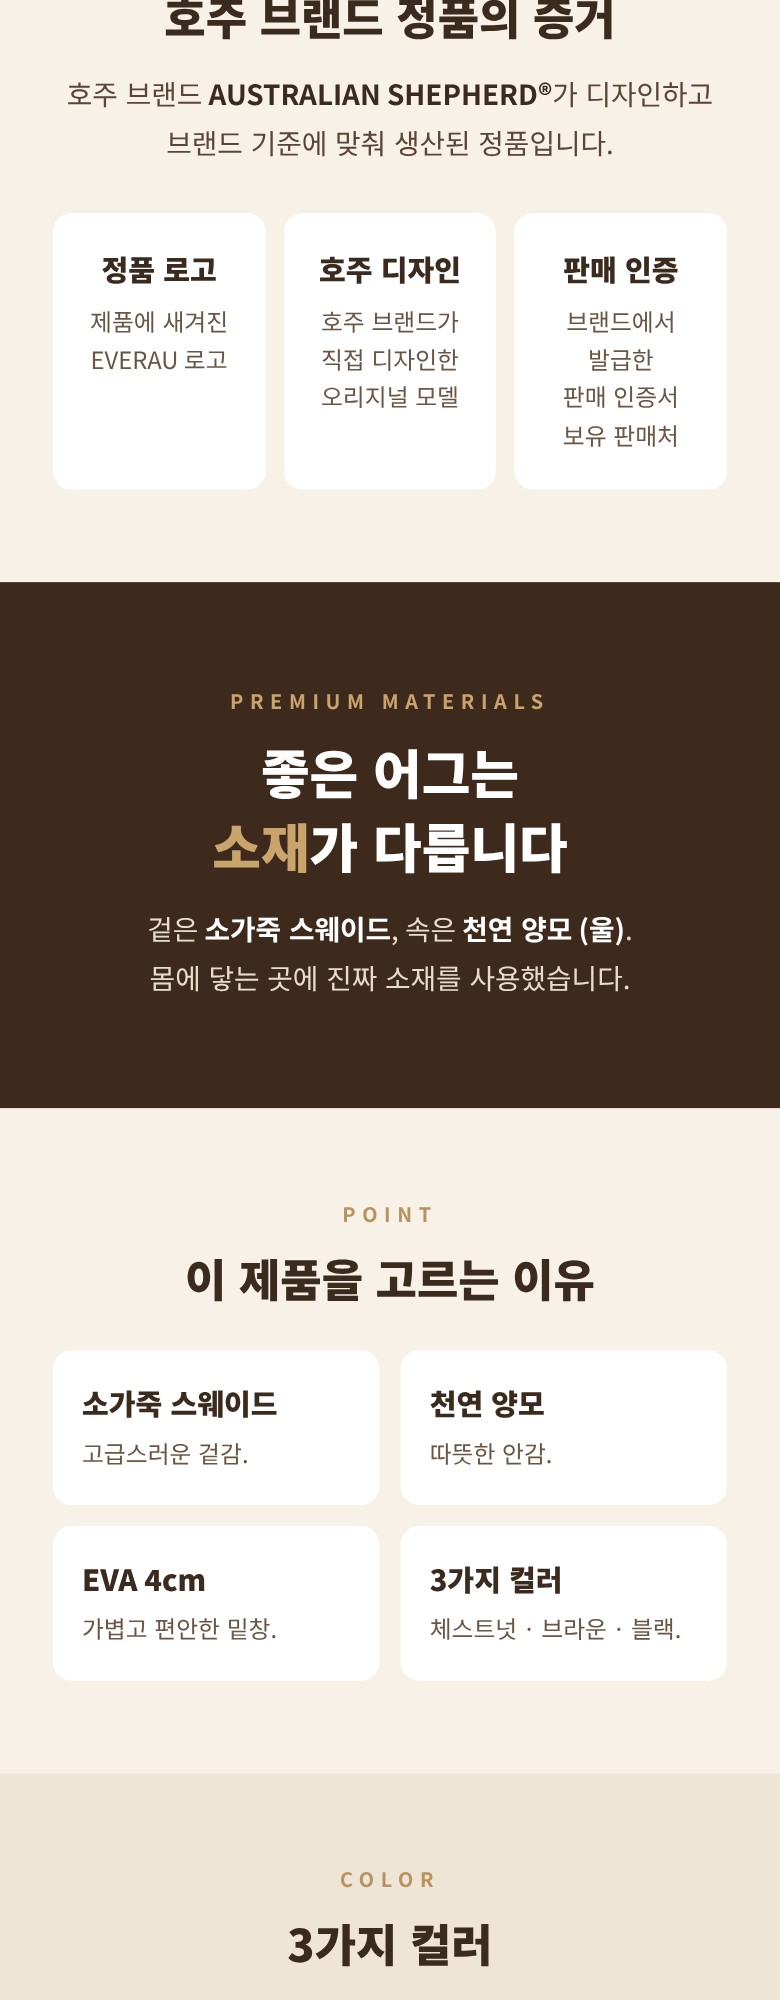 호주 브랜드 정품의 증거
호주 브랜드 AUSTRALIAN SHEPHERD®가 디자인하고
브랜드 기준에 맞춰 생산된 정품입니다.
정품 로고
제품에 새겨진
EVERAU 로고
호주 디자인
호주 브랜드가
직접 디자인한
오리지널 모델
판매 인증
브랜드에서
발급한
판매 인증서
보유 판매처
PREMIUM MATERIALS
좋은 어그는
소재가 다릅니다
겉은 소가죽 스웨이드, 속은 천연 양모 (울).
몸에 닿는 곳에 진짜 소재를 사용했습니다.
POINT
이 제품을 고르는 이유
소가죽 스웨이드
고급스러운 겉감.
천연 양모
따뜻한 안감.
EVA 4cm
가볍고 편안한 밑창.
3가지 컬러
체스트넛 · 브라운 · 블랙.
COLOR
3가지 컬러